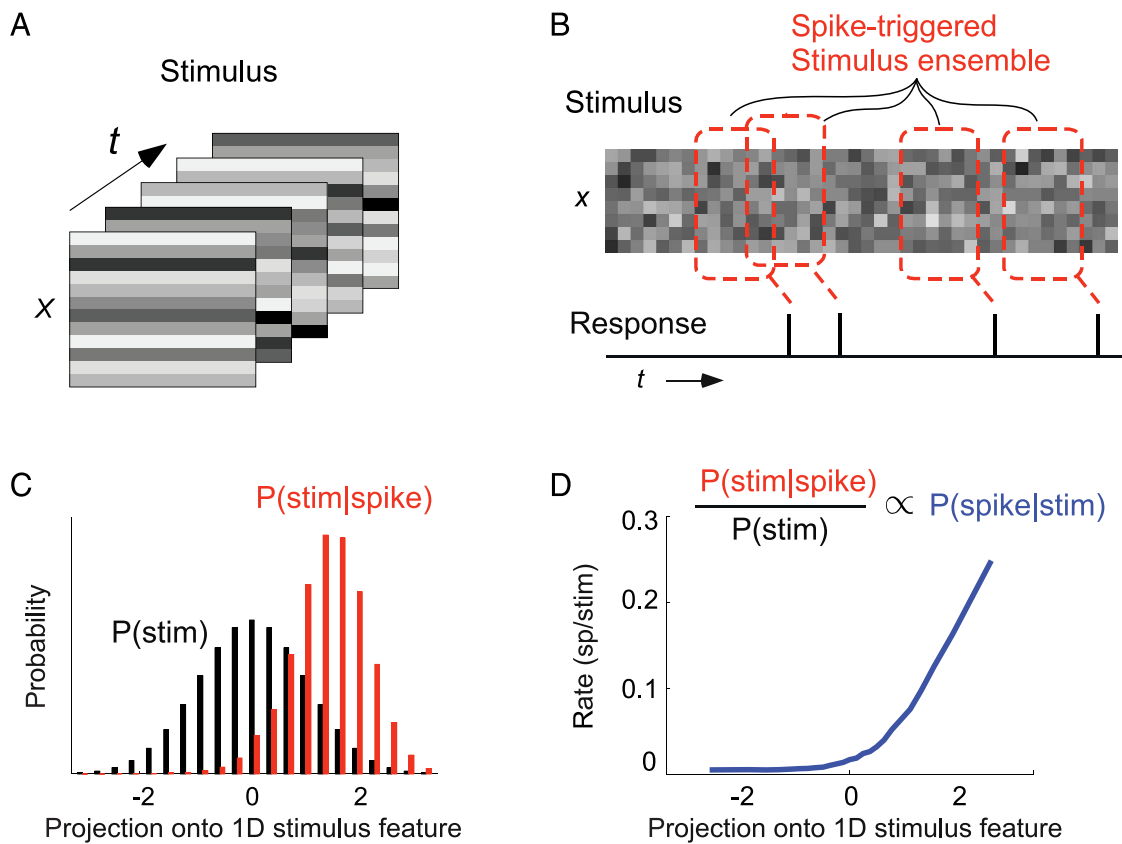 A
Stimulus
t
x
B
Spike-triggered
Stimulus ensemble
Stimulus
x
Response
t
C
P(stim|spike)
P(stim)
Probability
-2 0 2
Projection onto 1D stimulus feature
D
P(stim|spike)
P(stim)
∝ P(spike|stim)
0.3
0.2
0.1
0
Rate (sp/stim)
-2 0 2
Projection onto 1D stimulus feature